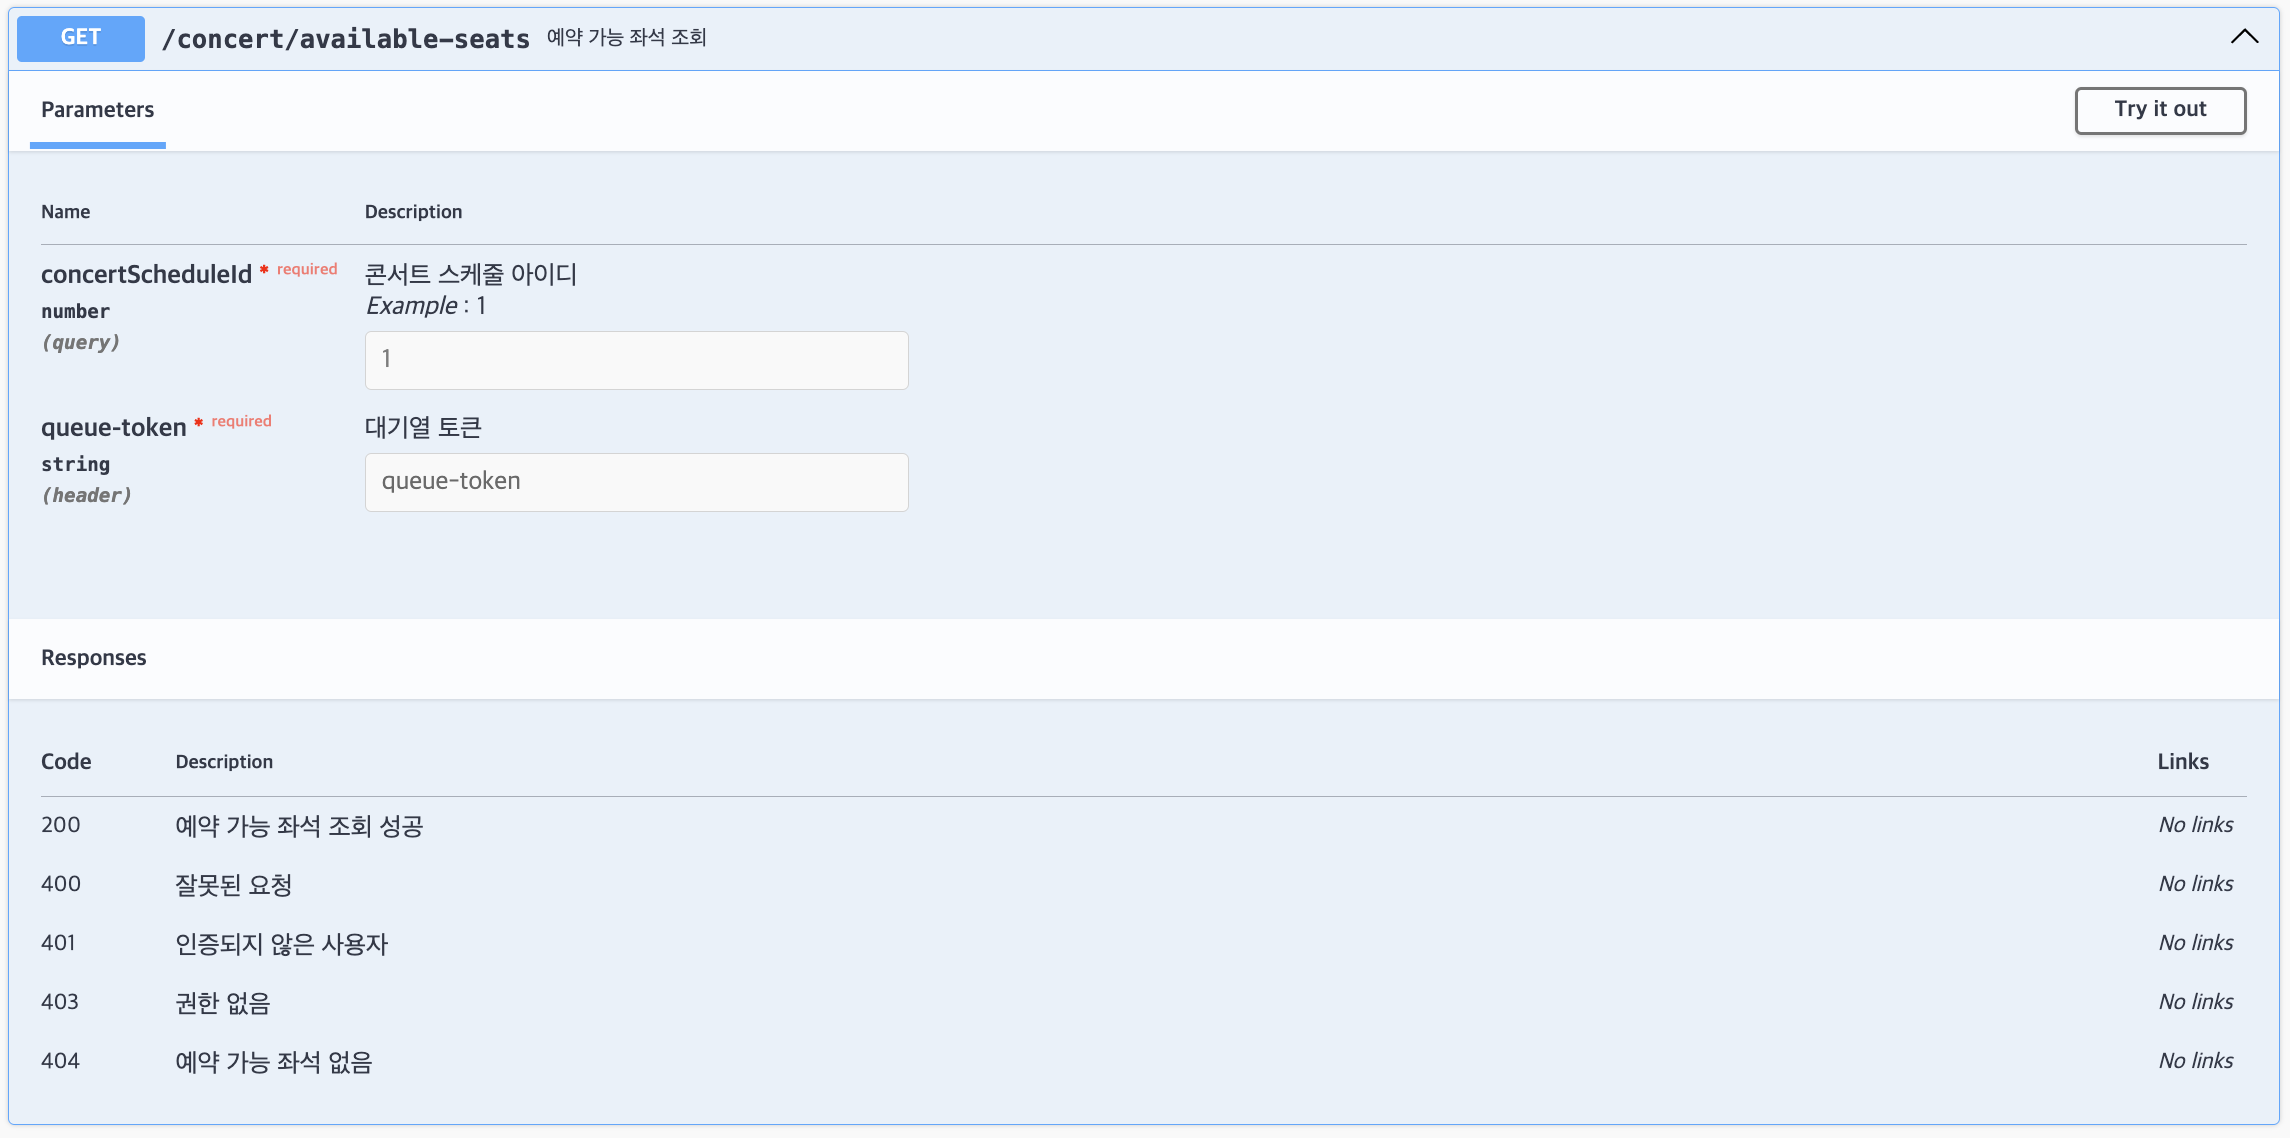 GET /concert/available-seats 예약 가능 좌석 조회
Parameters
Try it out
Name Description
concertScheduleId * required 콘서트 스케줄 아이디
Example : 1
number
(query)
1
queue-token * required 대기열 토큰
string
queue-token
(header)
Responses
Code Description Links
200 예약 가능 좌석 조회 성공 No links
400 잘못된 요청 No links
401 인증되지 않은 사용자 No links
403 권한 없음 No links
404 예약 가능 좌석 없음 No links